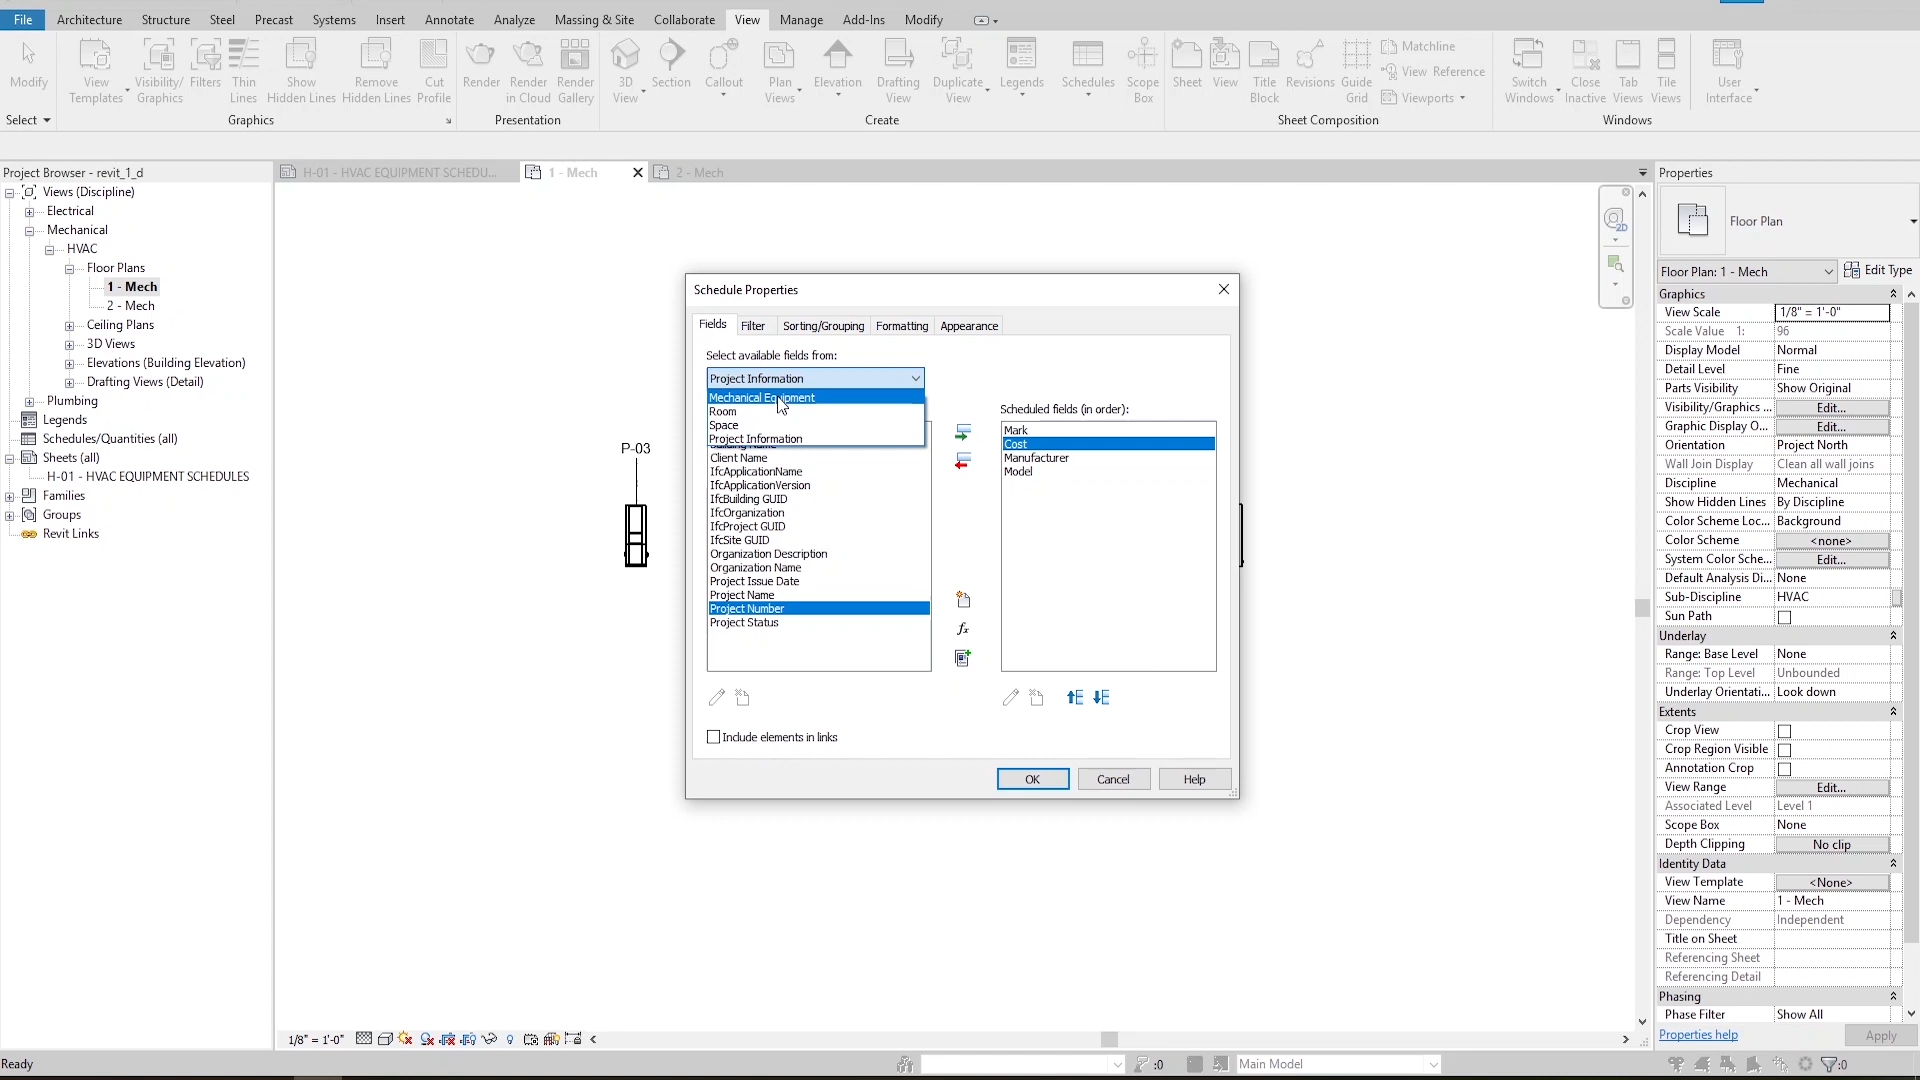 File Architecture Structure Steel Precast Systems Insert Annotate Analyze Massing & Site Collaborate View Manage Add-Ins Modify
Modify
View Templates
Visibility/ Graphics
Filters
Thin Lines
Show Hidden Lines
Remove Hidden Lines
Cut Profile
Render
Render in Cloud
Render Gallery
3D View
Section
Callout
Plan Views
Elevation
Drafting View
Duplicate View
Legends
Schedules
Scope Box
Sheet
View
Title Block
Revisions
Guide Grid
Matchline
View Reference
Viewports
Switch Windows
Close Inactive
Tab Views
Tile Views
User Interface
Select
Graphics
Presentation
Create
Sheet Composition
Windows
Project Browser - revit_1_d
Views (Discipline)
Electrical
Mechanical
HVAC
Floor Plans
1 - Mech
2 - Mech
Ceiling Plans
3D Views
Elevations (Building Elevation)
Drafting Views (Detail)
Plumbing
Legends
Schedules/Quantities (all)
Sheets (all)
H-01 - HVAC EQUIPMENT SCHEDULES
Families
Groups
Revit Links
H-01 - HVAC EQUIPMENT SCHEDU...
1 - Mech
2 - Mech
2D
P-03
Schedule Properties
Fields Filter Sorting/Grouping Formatting Appearance
Select available fields from:
Project Information
Mechanical Equipment
Room
Space
Project Information
Client Name
IfcApplicationName
IfcApplicationVersion
IfcBuilding GUID
IfcOrganization
IfcProject GUID
IfcSite GUID
Organization Description
Organization Name
Project Issue Date
Project Name
Project Number
Project Status
Scheduled fields (in order):
Mark
Cost
Manufacturer
Model
fx
Include elements in links
OK Cancel Help
Properties
Floor Plan
Floor Plan: 1 - Mech Edit Type
Graphics
View Scale 1/8" = 1'-0"
Scale Value 1: 96
Display Model Normal
Detail Level Fine
Parts Visibility Show Original
Visibility/Graphics ... Edit...
Graphic Display O... Edit...
Orientation Project North
Wall Join Display Clean all wall joins
Discipline Mechanical
Show Hidden Lines By Discipline
Color Scheme Loc... Background
Color Scheme <none>
System Color Sche... Edit...
Default Analysis Di... None
Sub-Discipline HVAC
Sun Path
Underlay
Range: Base Level None
Range: Top Level Unbounded
Underlay Orientati... Look down
Extents
Crop View
Crop Region Visible
Annotation Crop
View Range Edit...
Associated Level Level 1
Scope Box None
Depth Clipping No clip
Identity Data
View Template <None>
View Name 1 - Mech
Dependency Independent
Title on Sheet
Referencing Sheet
Referencing Detail
Phasing
Phase Filter Show All
Properties help Apply
1/8" = 1'-0"
Ready
:0
Main Model
:0